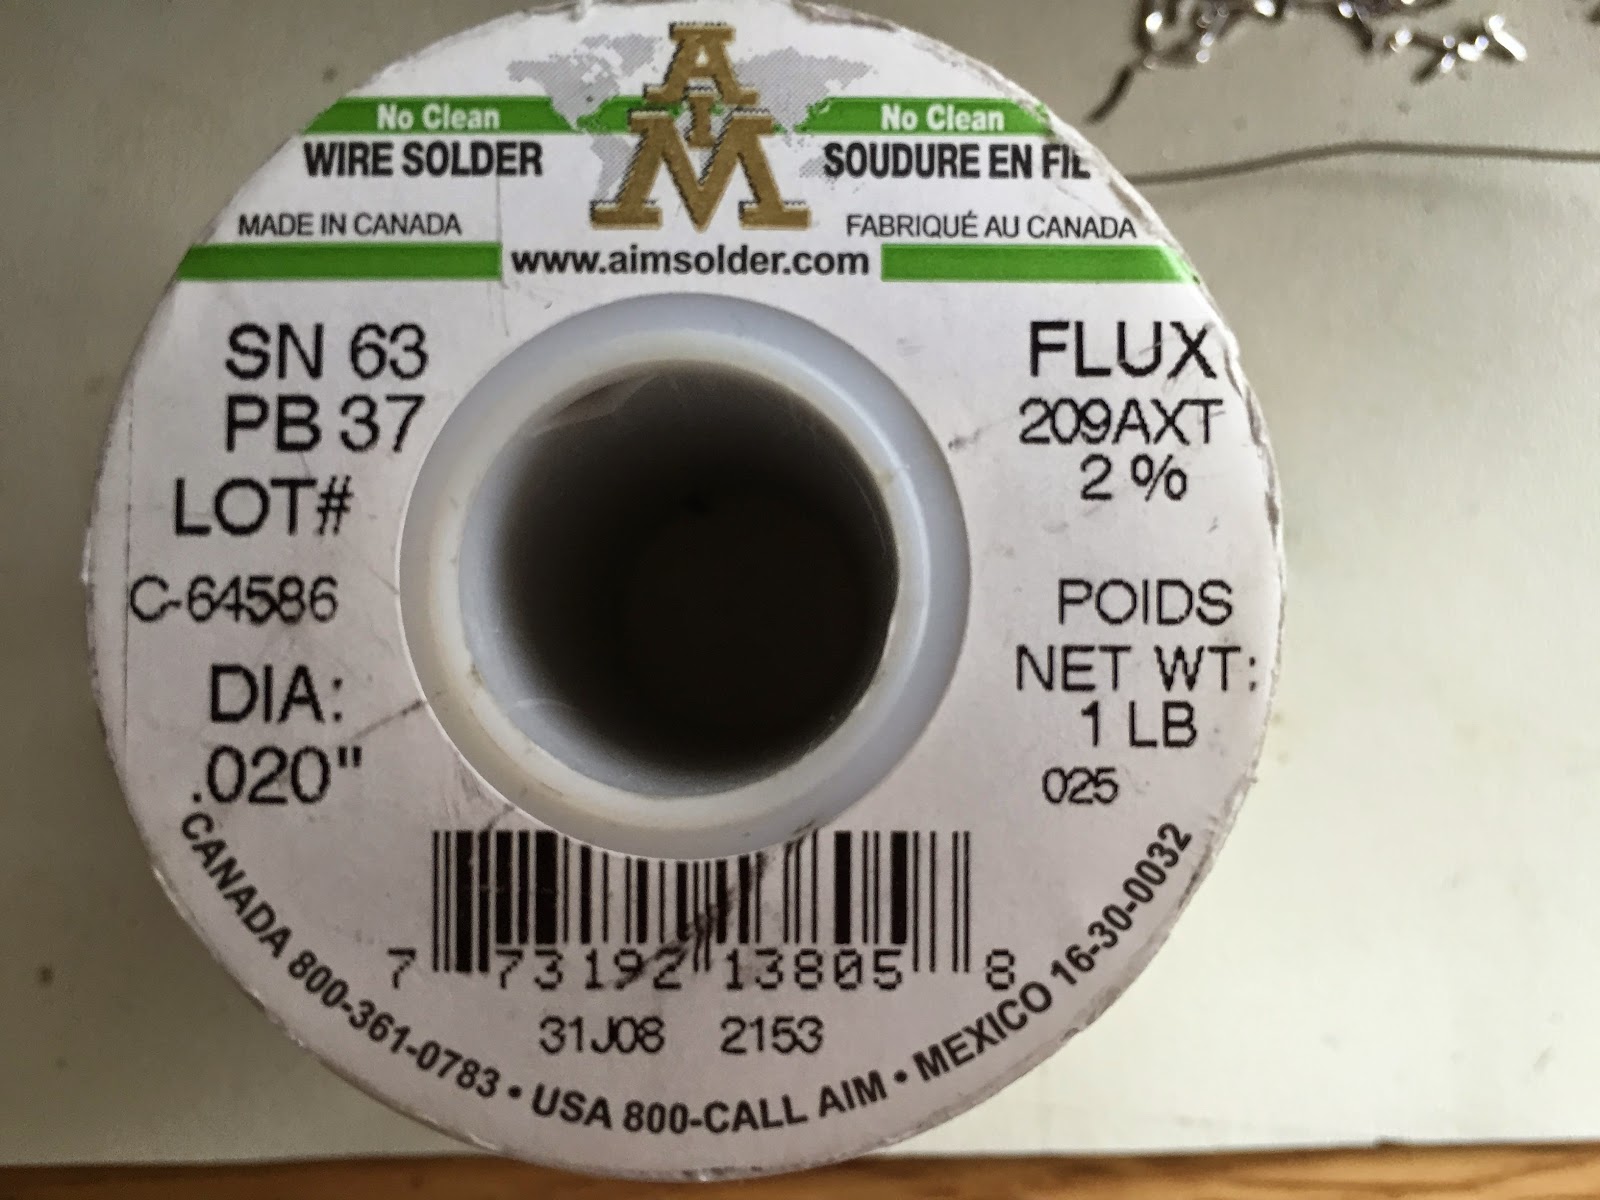 AIM
No Clean
WIRE SOLDER
MADE IN CANADA
No Clean
SOUDURE EN FIL
FABRIQUÉ AU CANADA
www.aimsolder.com
SN 63
PB 37
LOT#
C-64586
DIA:
.020"
FLUX
209AXT
2 %
POIDS
NET WT:
1 LB
025
7 73192 13805 8
31J08 2153
CANADA 800-361-0783 • USA 800-CALL AIM • MEXICO 16-30-0032